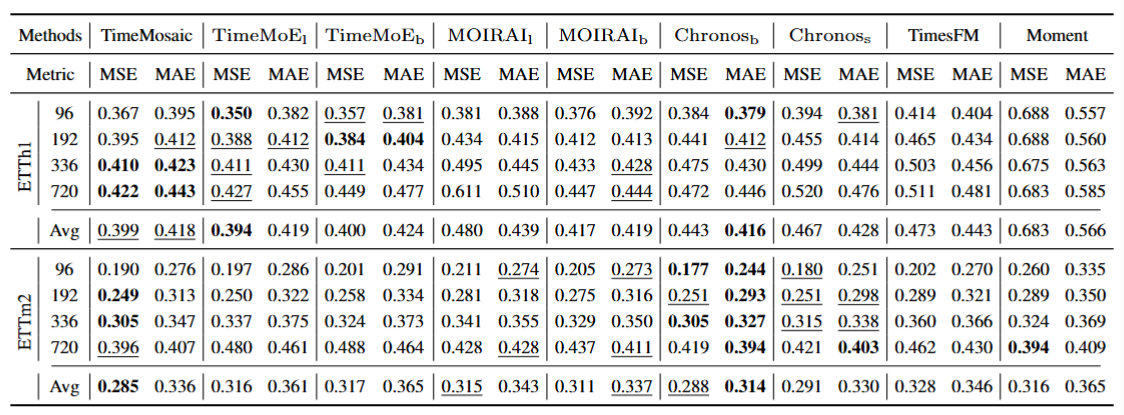 Methods TimeMosaic TimeMoE_l TimeMoE_b MOIRAI_l MOIRAI_b Chronos_b Chronos_s TimesFM Moment
Metric MSE MAE MSE MAE MSE MAE MSE MAE MSE MAE MSE MAE MSE MAE MSE MAE MSE MAE
ETTh1
96 0.367 0.395 0.350 0.382 0.357 0.381 0.381 0.388 0.376 0.392 0.384 0.379 0.394 0.381 0.414 0.404 0.688 0.557
192 0.395 0.412 0.388 0.412 0.384 0.404 0.434 0.415 0.412 0.413 0.441 0.412 0.455 0.414 0.465 0.434 0.688 0.560
336 0.410 0.423 0.411 0.430 0.411 0.434 0.495 0.445 0.433 0.428 0.475 0.430 0.499 0.444 0.503 0.456 0.675 0.563
720 0.422 0.443 0.427 0.455 0.449 0.477 0.611 0.510 0.447 0.444 0.472 0.446 0.520 0.476 0.511 0.481 0.683 0.585
Avg 0.399 0.418 0.394 0.419 0.400 0.424 0.480 0.439 0.417 0.419 0.443 0.416 0.467 0.428 0.473 0.443 0.683 0.566
ETTm2
96 0.190 0.276 0.197 0.286 0.201 0.291 0.211 0.274 0.205 0.273 0.177 0.244 0.180 0.251 0.202 0.270 0.260 0.335
192 0.249 0.313 0.250 0.322 0.258 0.334 0.281 0.318 0.275 0.316 0.251 0.293 0.251 0.298 0.289 0.321 0.289 0.350
336 0.305 0.347 0.337 0.375 0.324 0.373 0.341 0.355 0.329 0.350 0.305 0.327 0.315 0.338 0.360 0.366 0.324 0.369
720 0.396 0.407 0.480 0.461 0.488 0.464 0.428 0.428 0.437 0.411 0.419 0.394 0.421 0.403 0.462 0.430 0.394 0.409
Avg 0.285 0.336 0.316 0.361 0.317 0.365 0.315 0.343 0.311 0.337 0.288 0.314 0.291 0.330 0.328 0.346 0.316 0.365